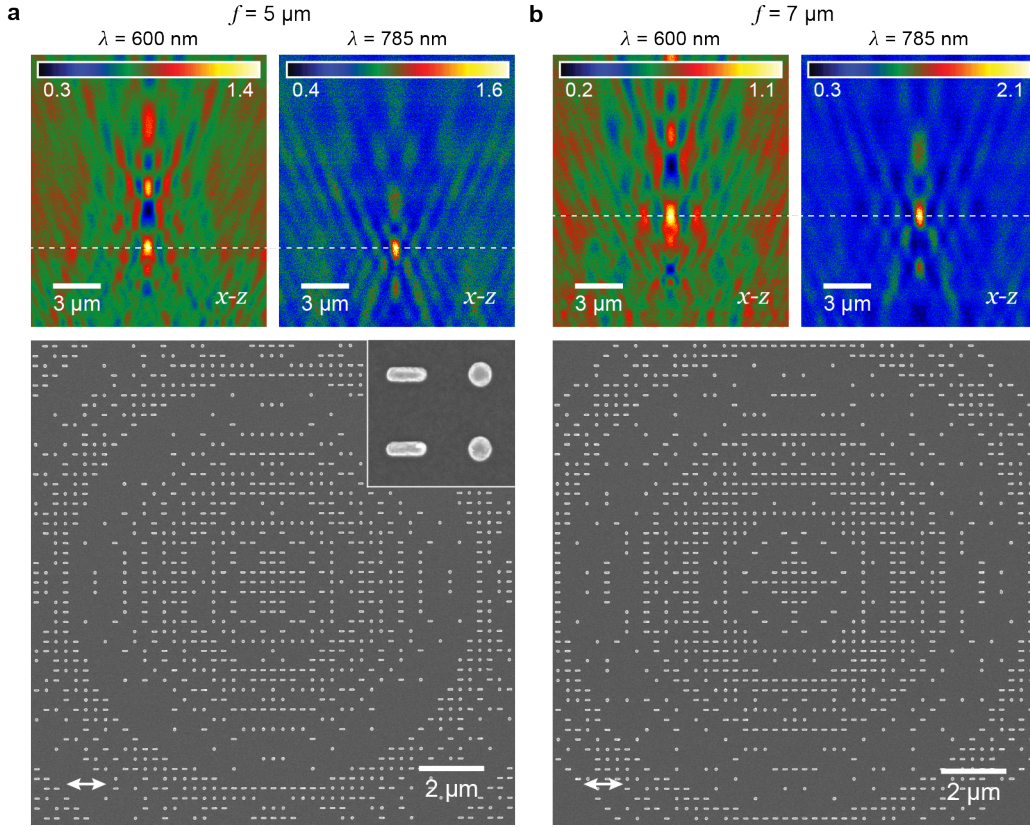 a
f = 5 μm
λ = 600 nm
λ = 785 nm
0.3
1.4
0.4
1.6
3 μm
x-z
3 μm
x-z
2 μm
b
f = 7 μm
λ = 600 nm
λ = 785 nm
0.2
1.1
0.3
2.1
3 μm
x-z
3 μm
x-z
2 μm